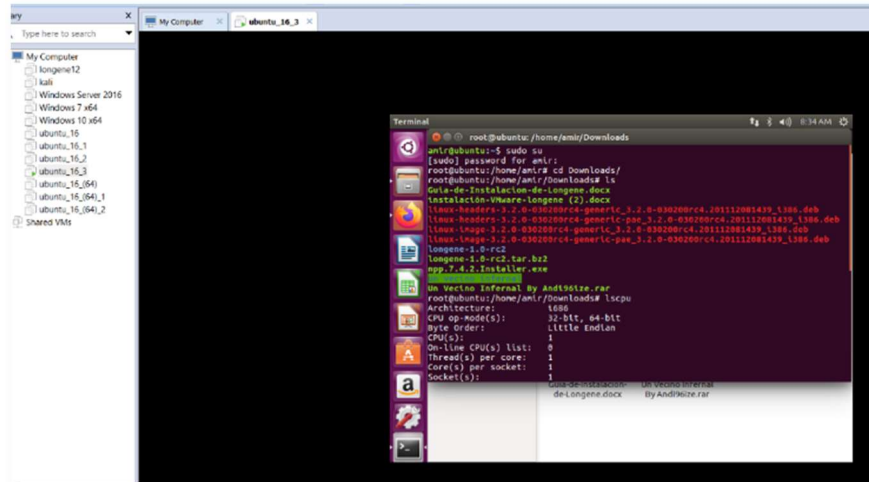 ary X
Type here to search
My Computer
longene12
kali
Windows Server 2016
Windows 7 x64
Windows 10 x64
ubuntu_16
ubuntu_16_1
ubuntu_16_2
ubuntu_16_3
ubuntu_16_(64)
ubuntu_16_(64)_1
ubuntu_16_(64)_2
Shared VMs
My Computer × ubuntu_16_3 ×
Terminal 8:34 AM
root@ubuntu: /home/amir/Downloads
amir@ubuntu:~$ sudo su
[sudo] password for amir:
root@ubuntu:/home/amir# cd Downloads/
root@ubuntu:/home/amir/Downloads# ls
Guia-de-Instalacion-de-Longene.docx
instalación-VMware-longene (2).docx
linux-headers-3.2.0-030200rc4-generic_3.2.0-030200rc4.201112081439_i386.deb
linux-headers-3.2.0-030200rc4-generic-pae_3.2.0-030200rc4.201112081439_i386.deb
linux-image-3.2.0-030200rc4-generic_3.2.0-030200rc4.201112081439_i386.deb
linux-image-3.2.0-030200rc4-generic-pae_3.2.0-030200rc4.201112081439_i386.deb
longene-1.0-rc2
longene-1.0-rc2.tar.bz2
npp.7.4.2.Installer.exe
Un Vecino Infernal
Un Vecino Infernal By Andi96ize.rar
root@ubuntu:/home/amir/Downloads# lscpu
Architecture: i686
CPU op-mode(s): 32-bit, 64-bit
Byte Order: Little Endian
CPU(s): 1
On-line CPU(s) list: 0
Thread(s) per core: 1
Core(s) per socket: 1
Socket(s): 1
Guia-de-Instalacion- Un Vecino Infernal
de-Longene.docx By Andi96ize.rar